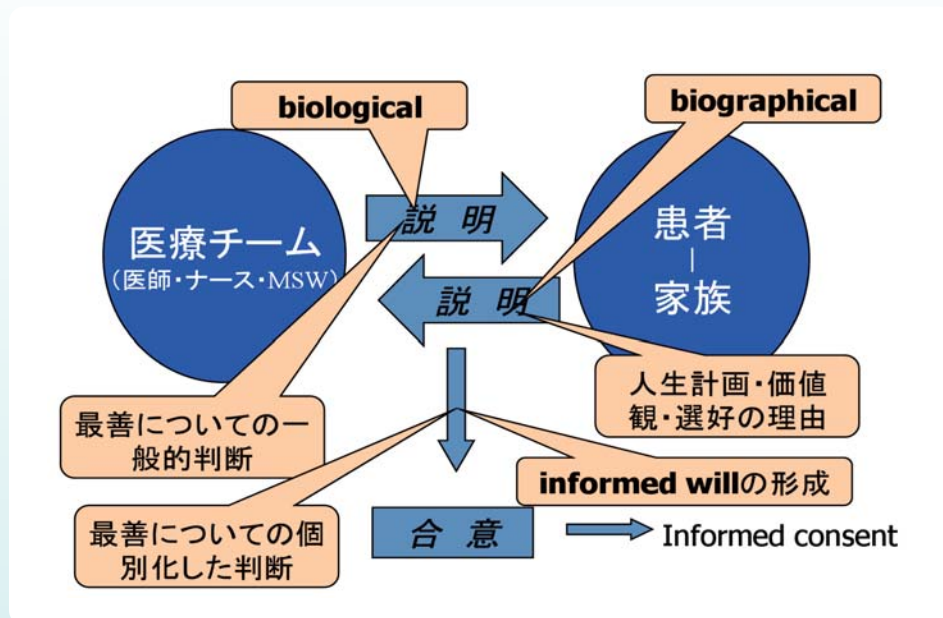 biological
biographical
医療チーム
（医師・ナース・MSW）
説 明
患者
|
家族
説 明
最善についての一
般的判断
人生計画・価値
観・選好の理由
informed willの形成
最善についての個
別化した判断
合 意
Informed consent